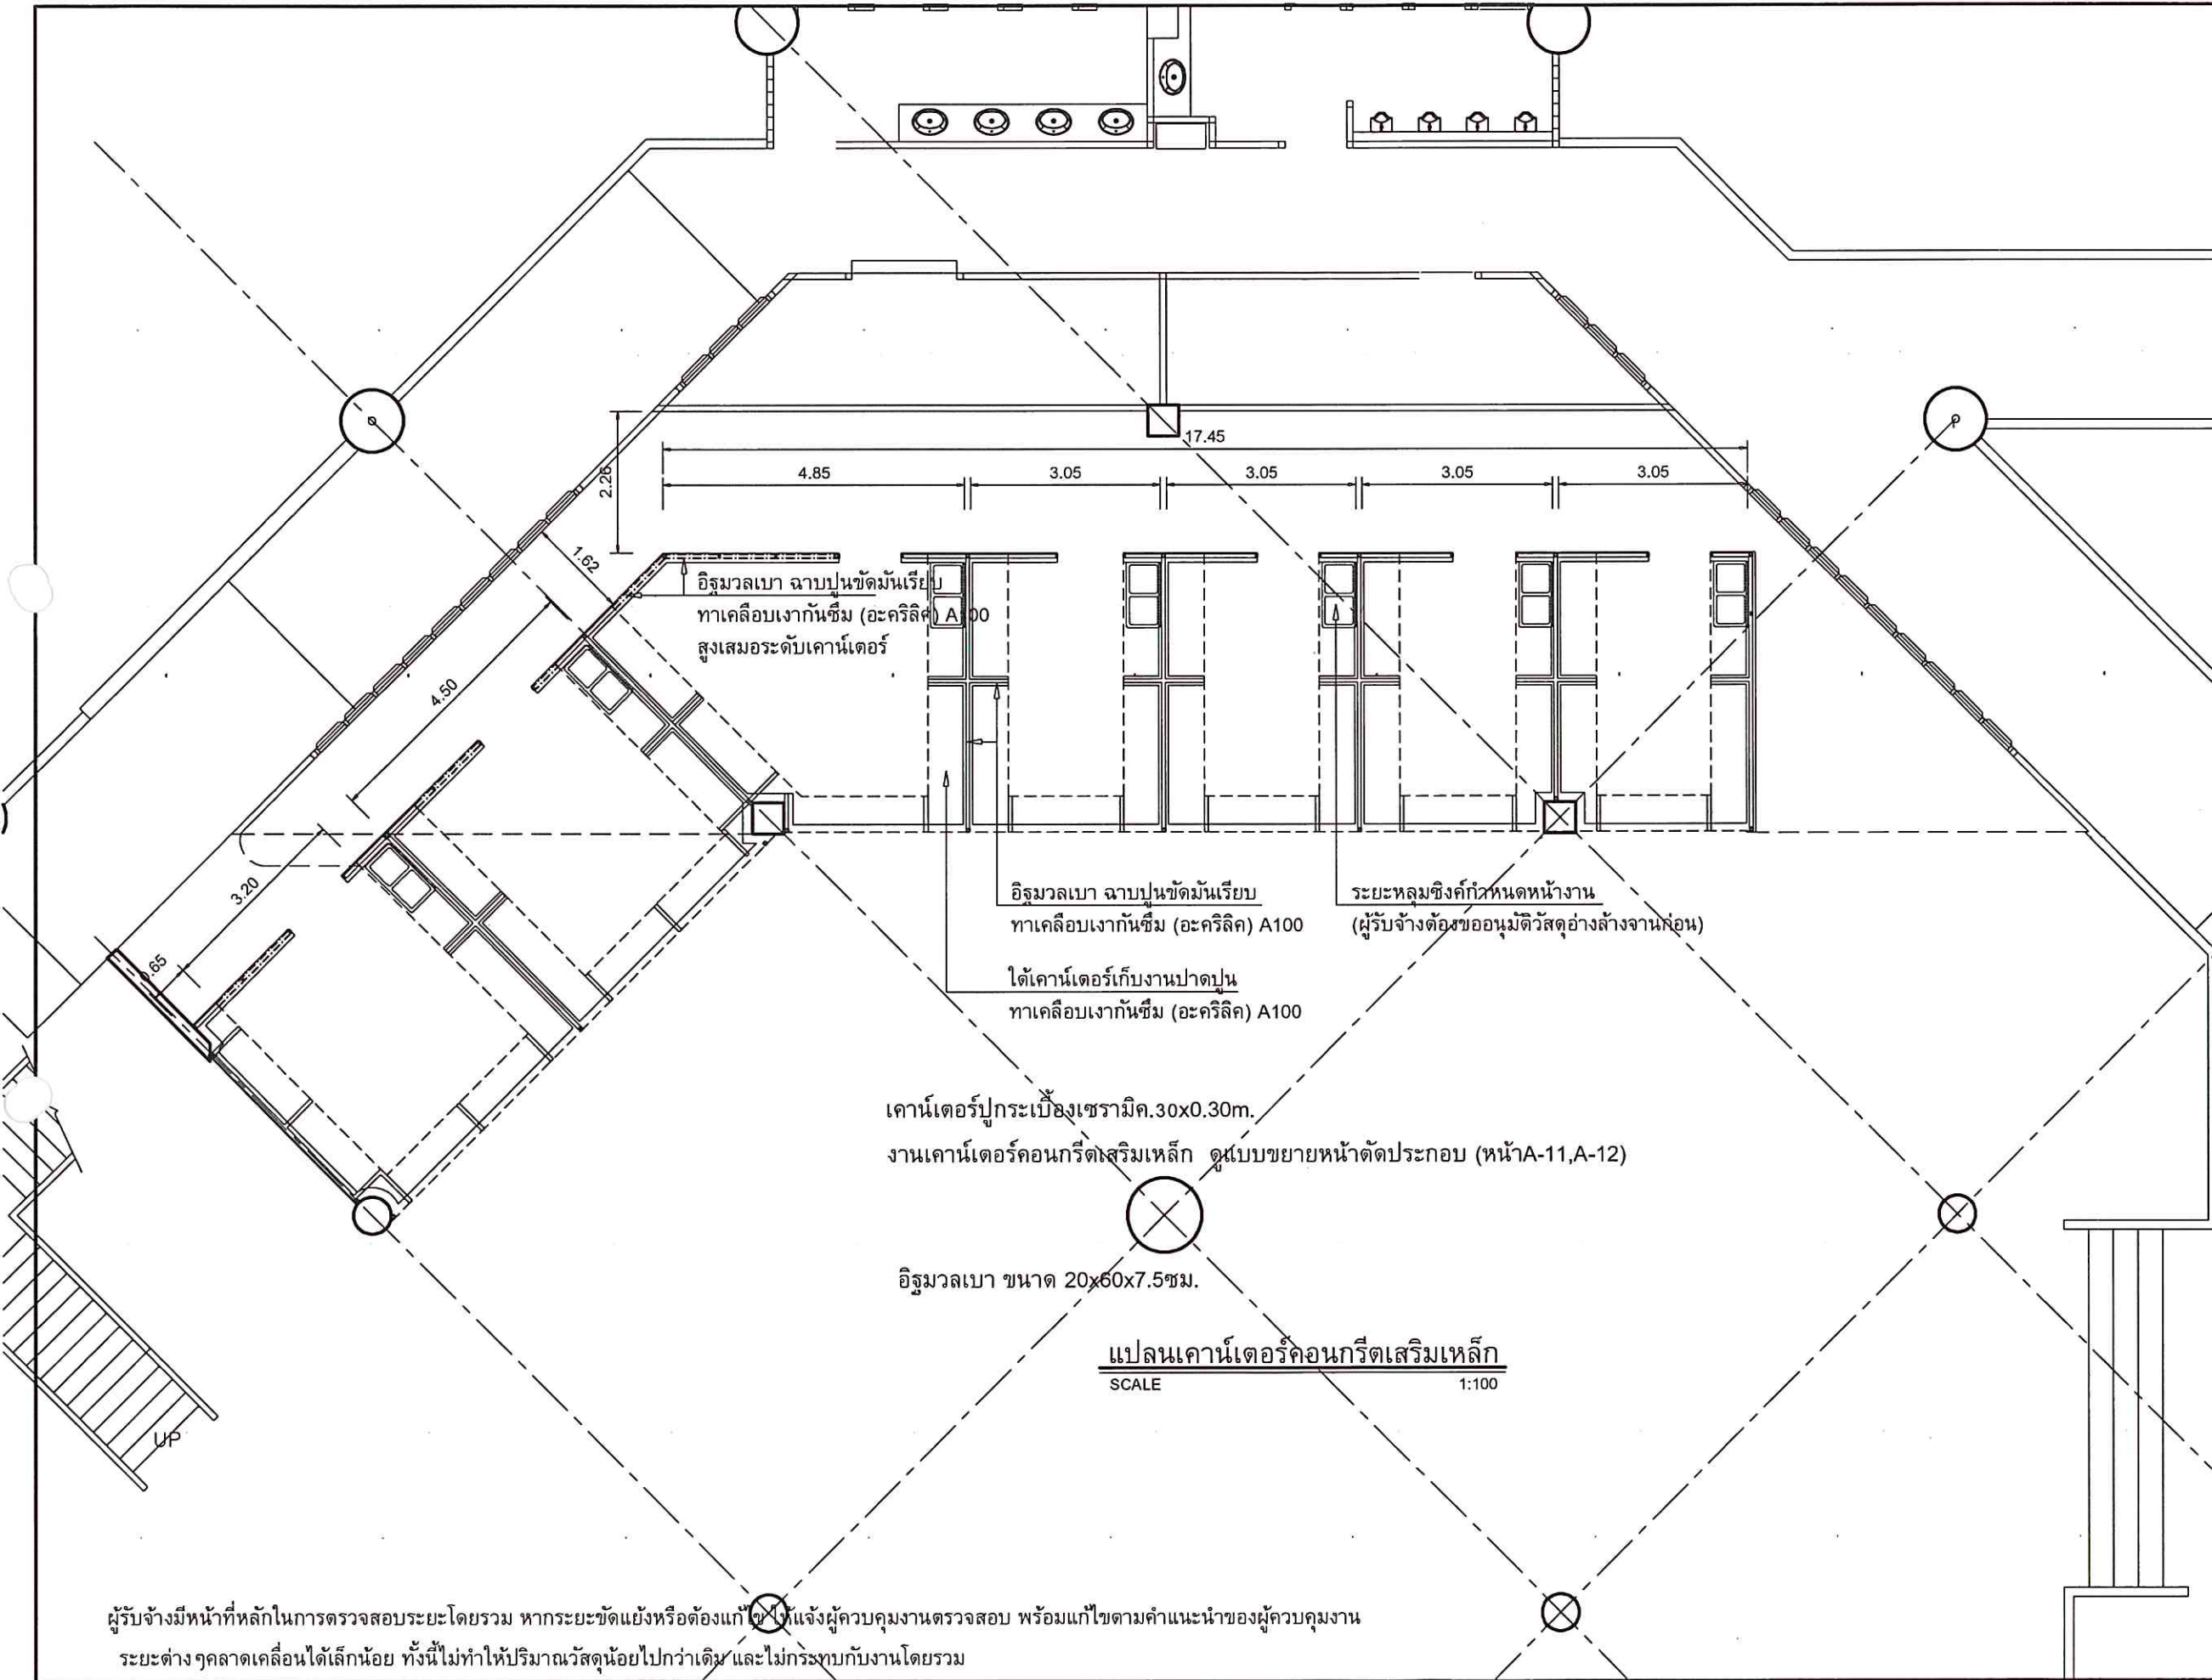 17.45
4.85
3.05
3.05
3.05
3.05
2.26
1.62
อิฐมวลเบา ฉาบปูนขัดมันเรียบ
ทาเคลือบเงากันซึม (อะคริลิค) A100
สูงเสมอระดับเคาน์เตอร์
4.50
3.20
0.65
อิฐมวลเบา ฉาบปูนขัดมันเรียบ
ทาเคลือบเงากันซึม (อะคริลิค) A100
ระยะหลุมซิงค์กำหนดหน้างาน
(ผู้รับจ้างต้องขออนุมัติวัสดุอ่างล้างจานก่อน)
ใต้เคาน์เตอร์เก็บงานปาดปูน
ทาเคลือบเงากันซึม (อะคริลิค) A100
เคาน์เตอร์ปูกระเบื้องเซรามิค.30x0.30m.
งานเคาน์เตอร์คอนกรีตเสริมเหล็ก ดูแบบขยายหน้าตัดประกอบ (หน้าA-11,A-12)
อิฐมวลเบา ขนาด 20x60x7.5ซม.
แปลนเคาน์เตอร์คอนกรีตเสริมเหล็ก
SCALE 1:100
UP
ผู้รับจ้างมีหน้าที่หลักในการตรวจสอบระยะโดยรวม หากระยะขัดแย้งหรือต้องแก้ไข ให้แจ้งผู้ควบคุมงานตรวจสอบ พร้อมแก้ไขตามคำแนะนำของผู้ควบคุมงาน
ระยะต่าง ๆคลาดเคลื่อนได้เล็กน้อย ทั้งนี้ไม่ทำให้ปริมาณวัสดุน้อยไปกว่าเดิม และไม่กระทบกับงานโดยรวม